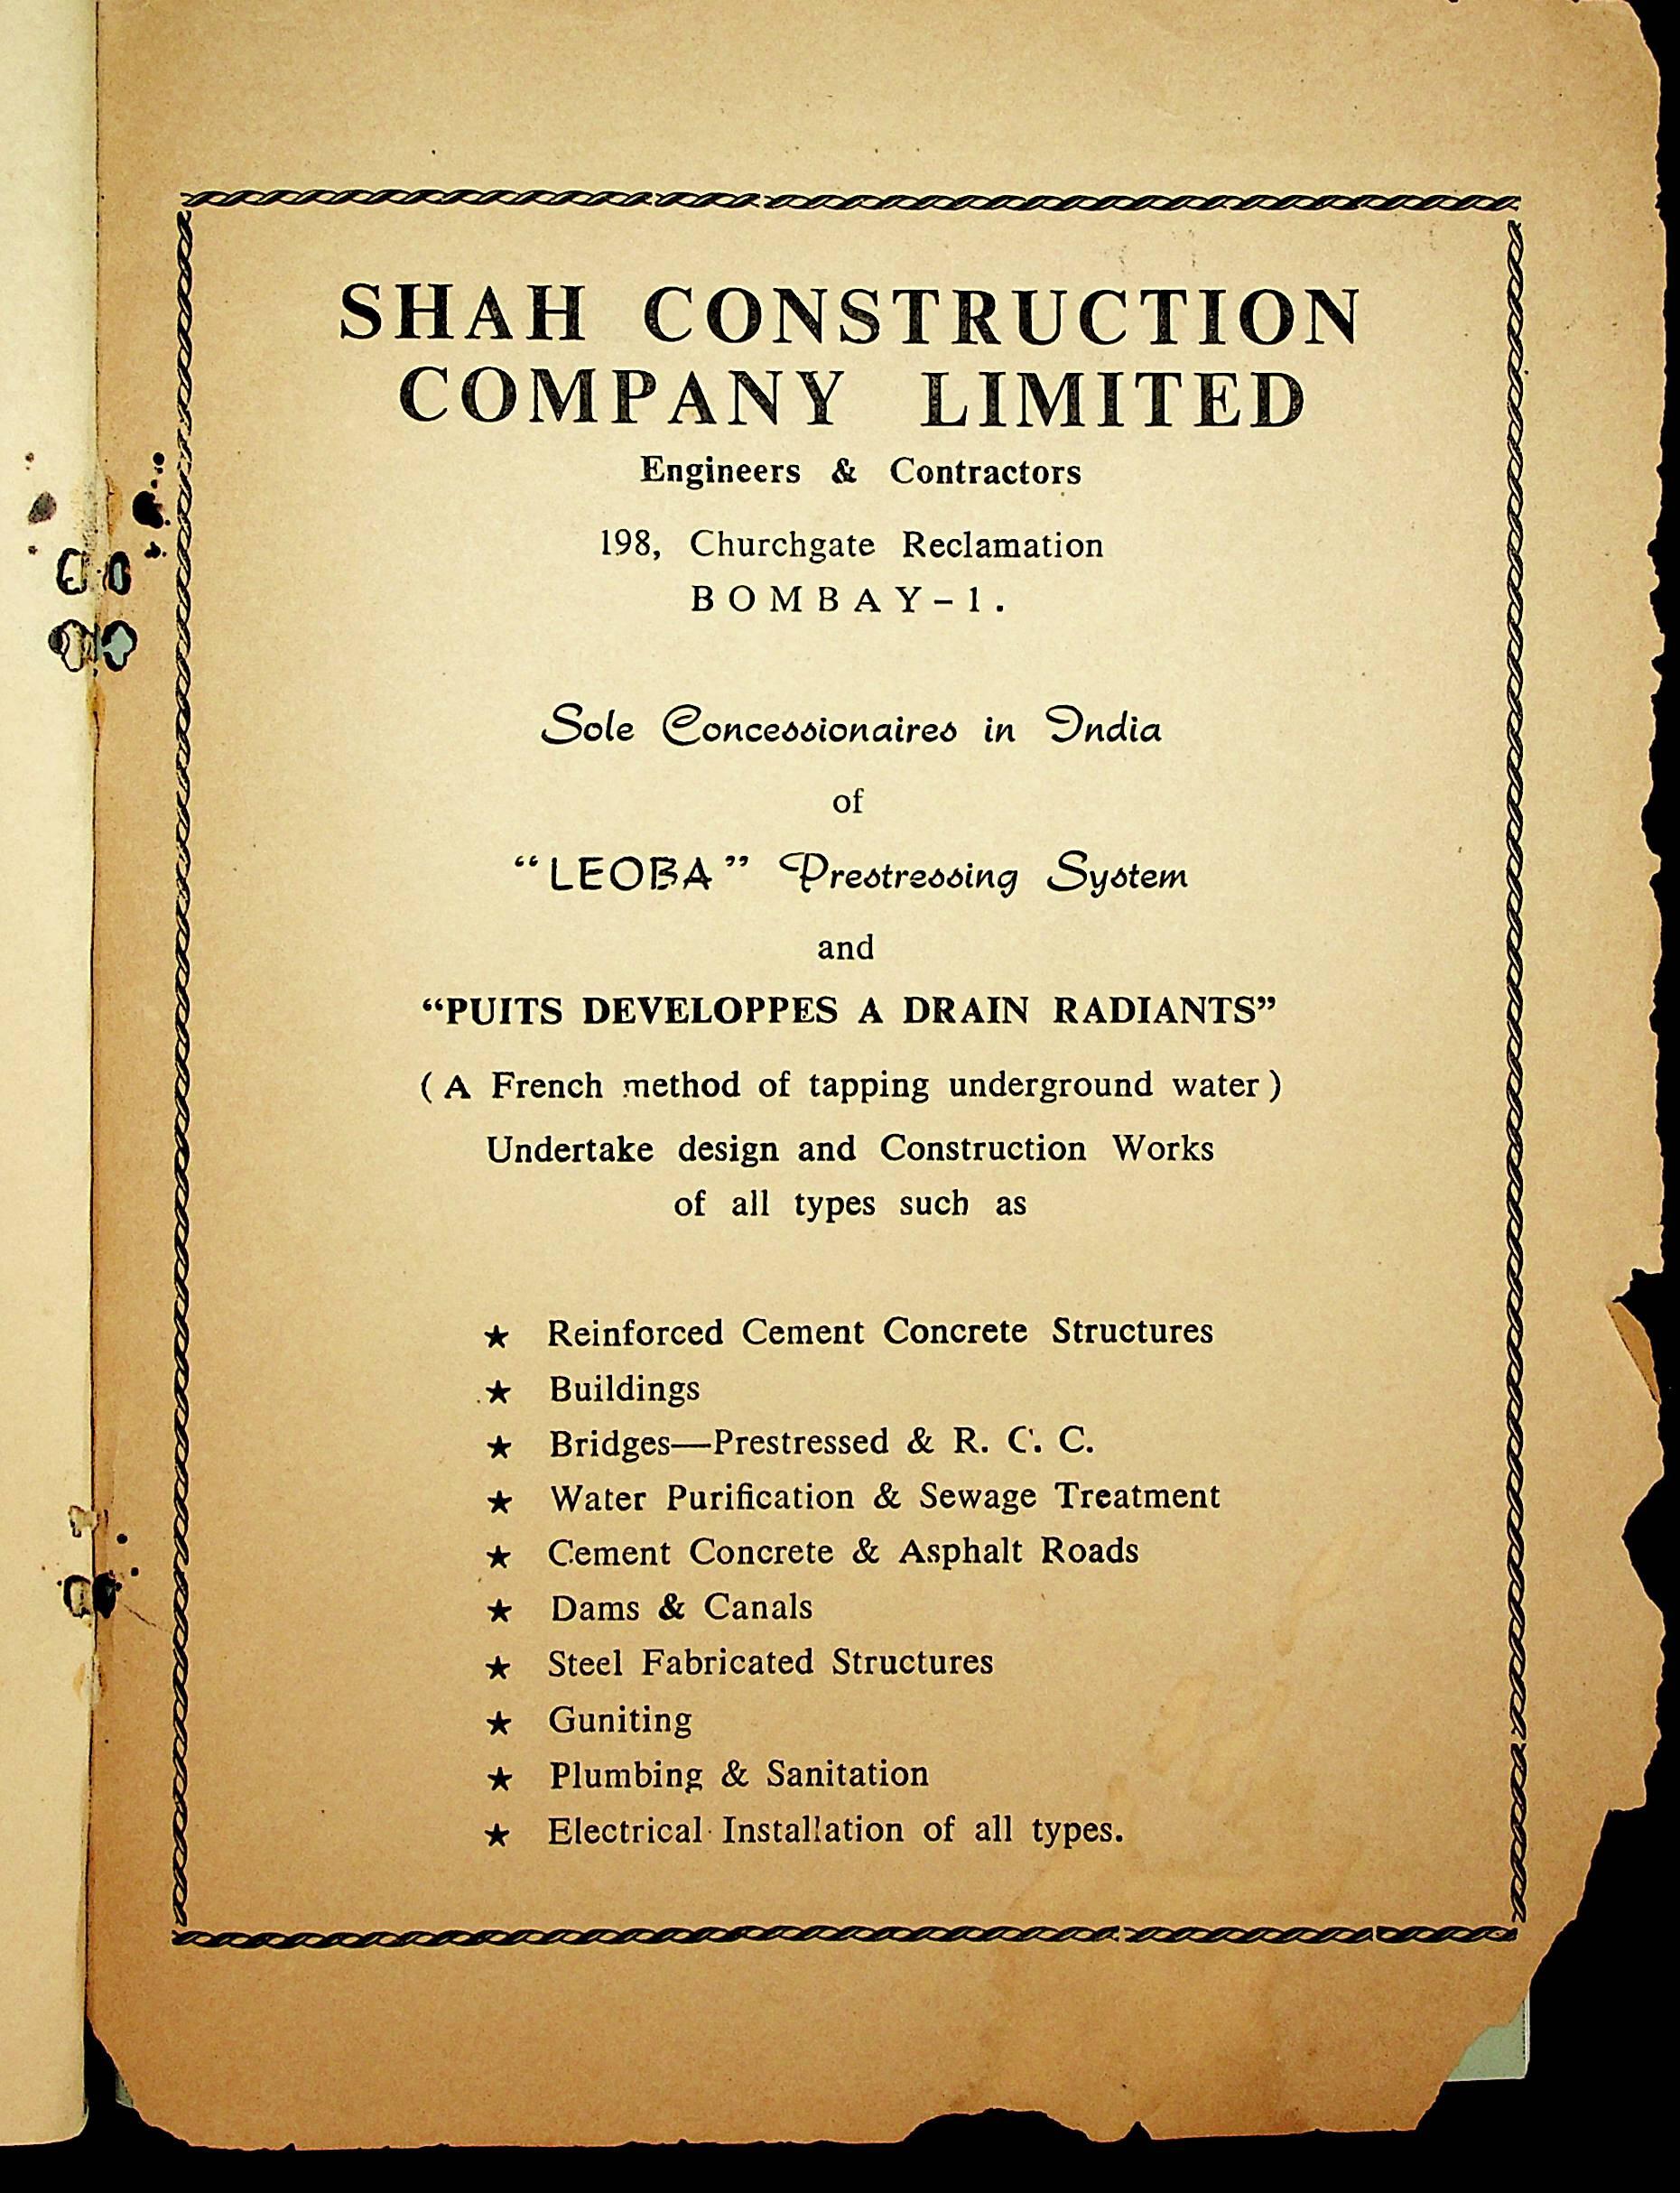 SHAH CONSTRUCTION
COMPANY LIMITED
Engineers & Contractors
198, Churchgate Reclamation
BOMBAY-1.
Sole Concessionaires in India
of
“LEOBA” Prestressing System
and
“PUITS DEVELOPPES A DRAIN RADIANTS”
( A French method of tapping underground water )
Undertake design and Construction Works
of all types such as
★ Reinforced Cement Concrete Structures
★ Buildings
★ Bridges—Prestressed & R. C. C.
★ Water Purification & Sewage Treatment
★ Cement Concrete & Asphalt Roads
★ Dams & Canals
★ Steel Fabricated Structures
★ Guniting
★ Plumbing & Sanitation
★ Electrical Installation of all types.